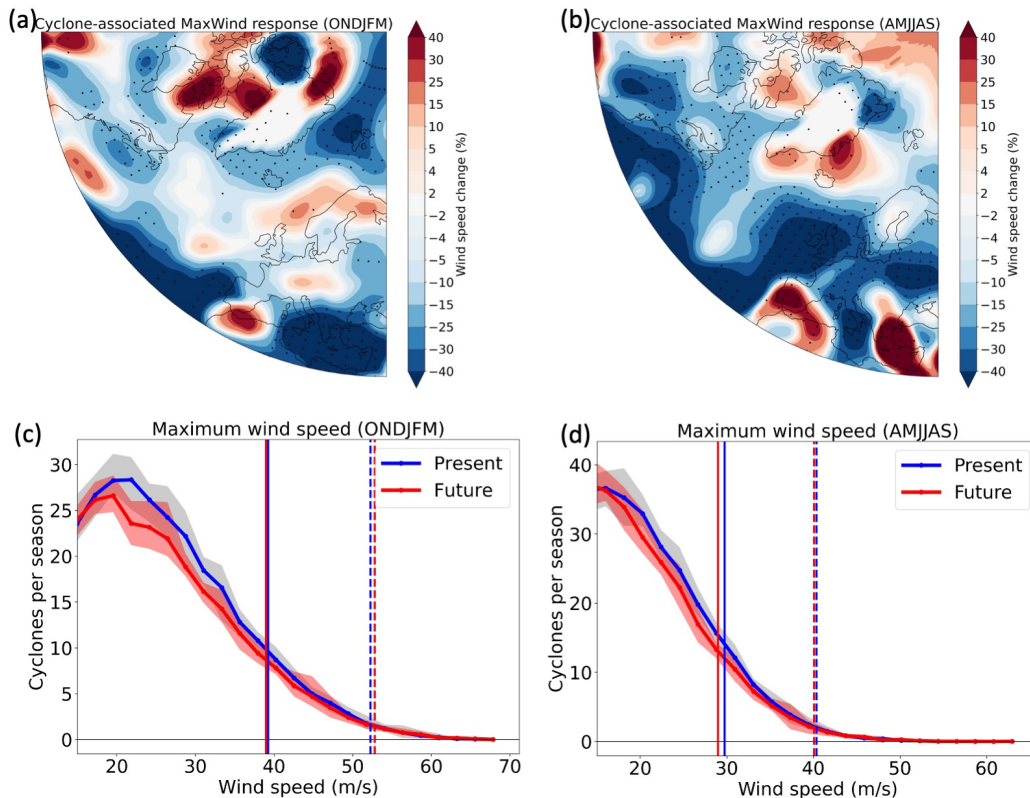 (a)
Cyclone-associated MaxWind response (ONDJFM)
40
30
25
15
10
5
4
2
−2
−4
−5
−10
−15
−25
−30
−40
Wind speed change (%)
(b)
Cyclone-associated MaxWind response (AMJJAS)
40
30
25
15
10
5
4
2
−2
−4
−5
−10
−15
−25
−30
−40
Wind speed change (%)
(c)
Maximum wind speed (ONDJFM)
Present
Future
30
25
20
15
10
5
0
Cyclones per season
20 30 40 50 60 70
Wind speed (m/s)
(d)
Maximum wind speed (AMJJAS)
Present
Future
40
30
20
10
0
Cyclones per season
20 30 40 50 60
Wind speed (m/s)